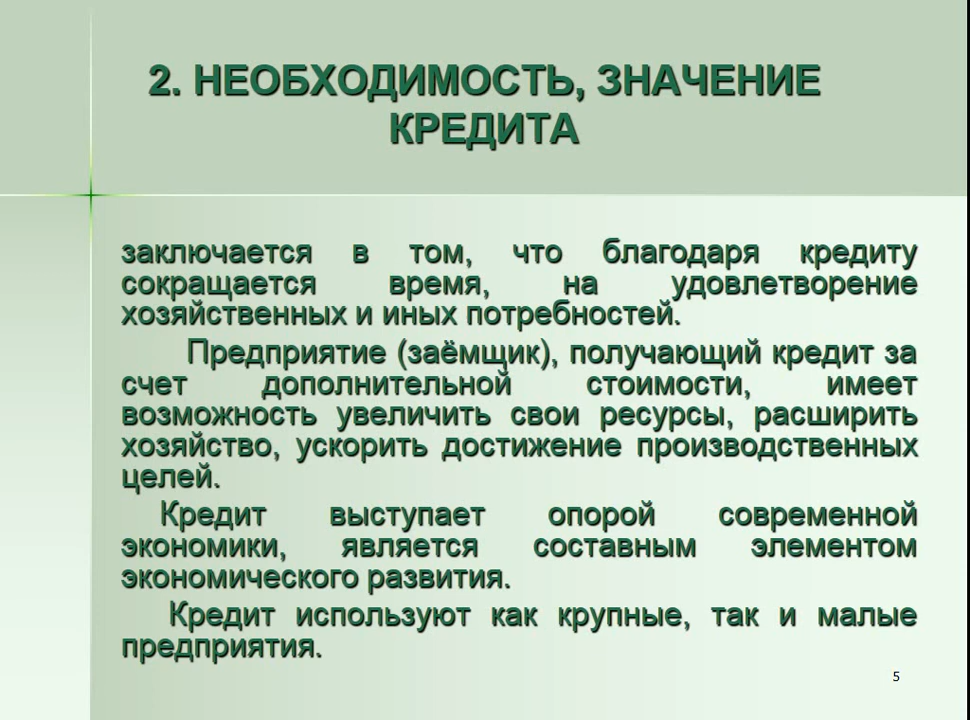 2. НЕОБХОДИМОСТЬ, ЗНАЧЕНИЕ
КРЕДИТА
заключается в том, что благодаря кредиту
сокращается время, на удовлетворение
хозяйственных и иных потребностей.
Предприятие (заёмщик), получающий кредит за
счет дополнительной стоимости, имеет
возможность увеличить свои ресурсы, расширить
хозяйство, ускорить достижение производственных
целей.
Кредит выступает опорой современной
экономики, является составным элементом
экономического развития.
Кредит используют как крупные, так и малые
предприятия.
5